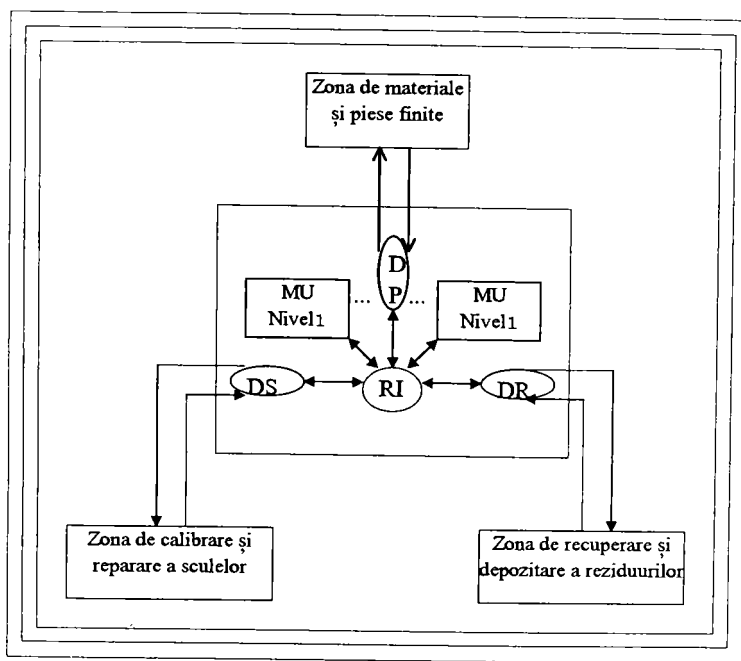 Zona de materiale
și piese finite
D
P
MU
Nivel1
...
...
MU
Nivel1
DS
RI
DR
Zona de calibrare și
reparare a sculelor
Zona de recuperare și
depozitare a reziduurilor